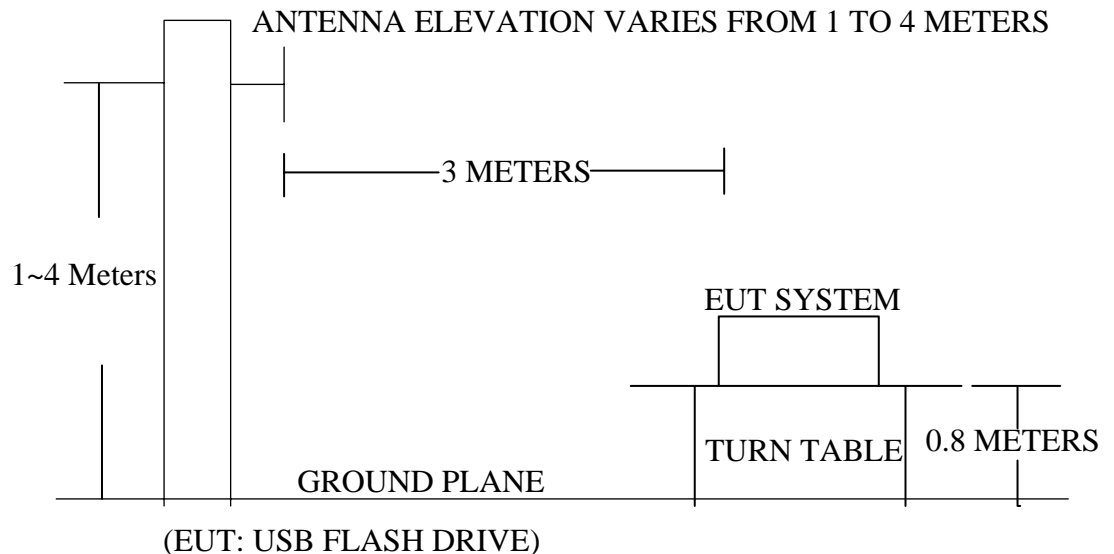 ANTENNA ELEVATION VARIES FROM 1 TO 4 METERS
3 METERS
1~4 Meters
EUT SYSTEM
TURN TABLE
0.8 METERS
GROUND PLANE
(EUT: USB FLASH DRIVE)